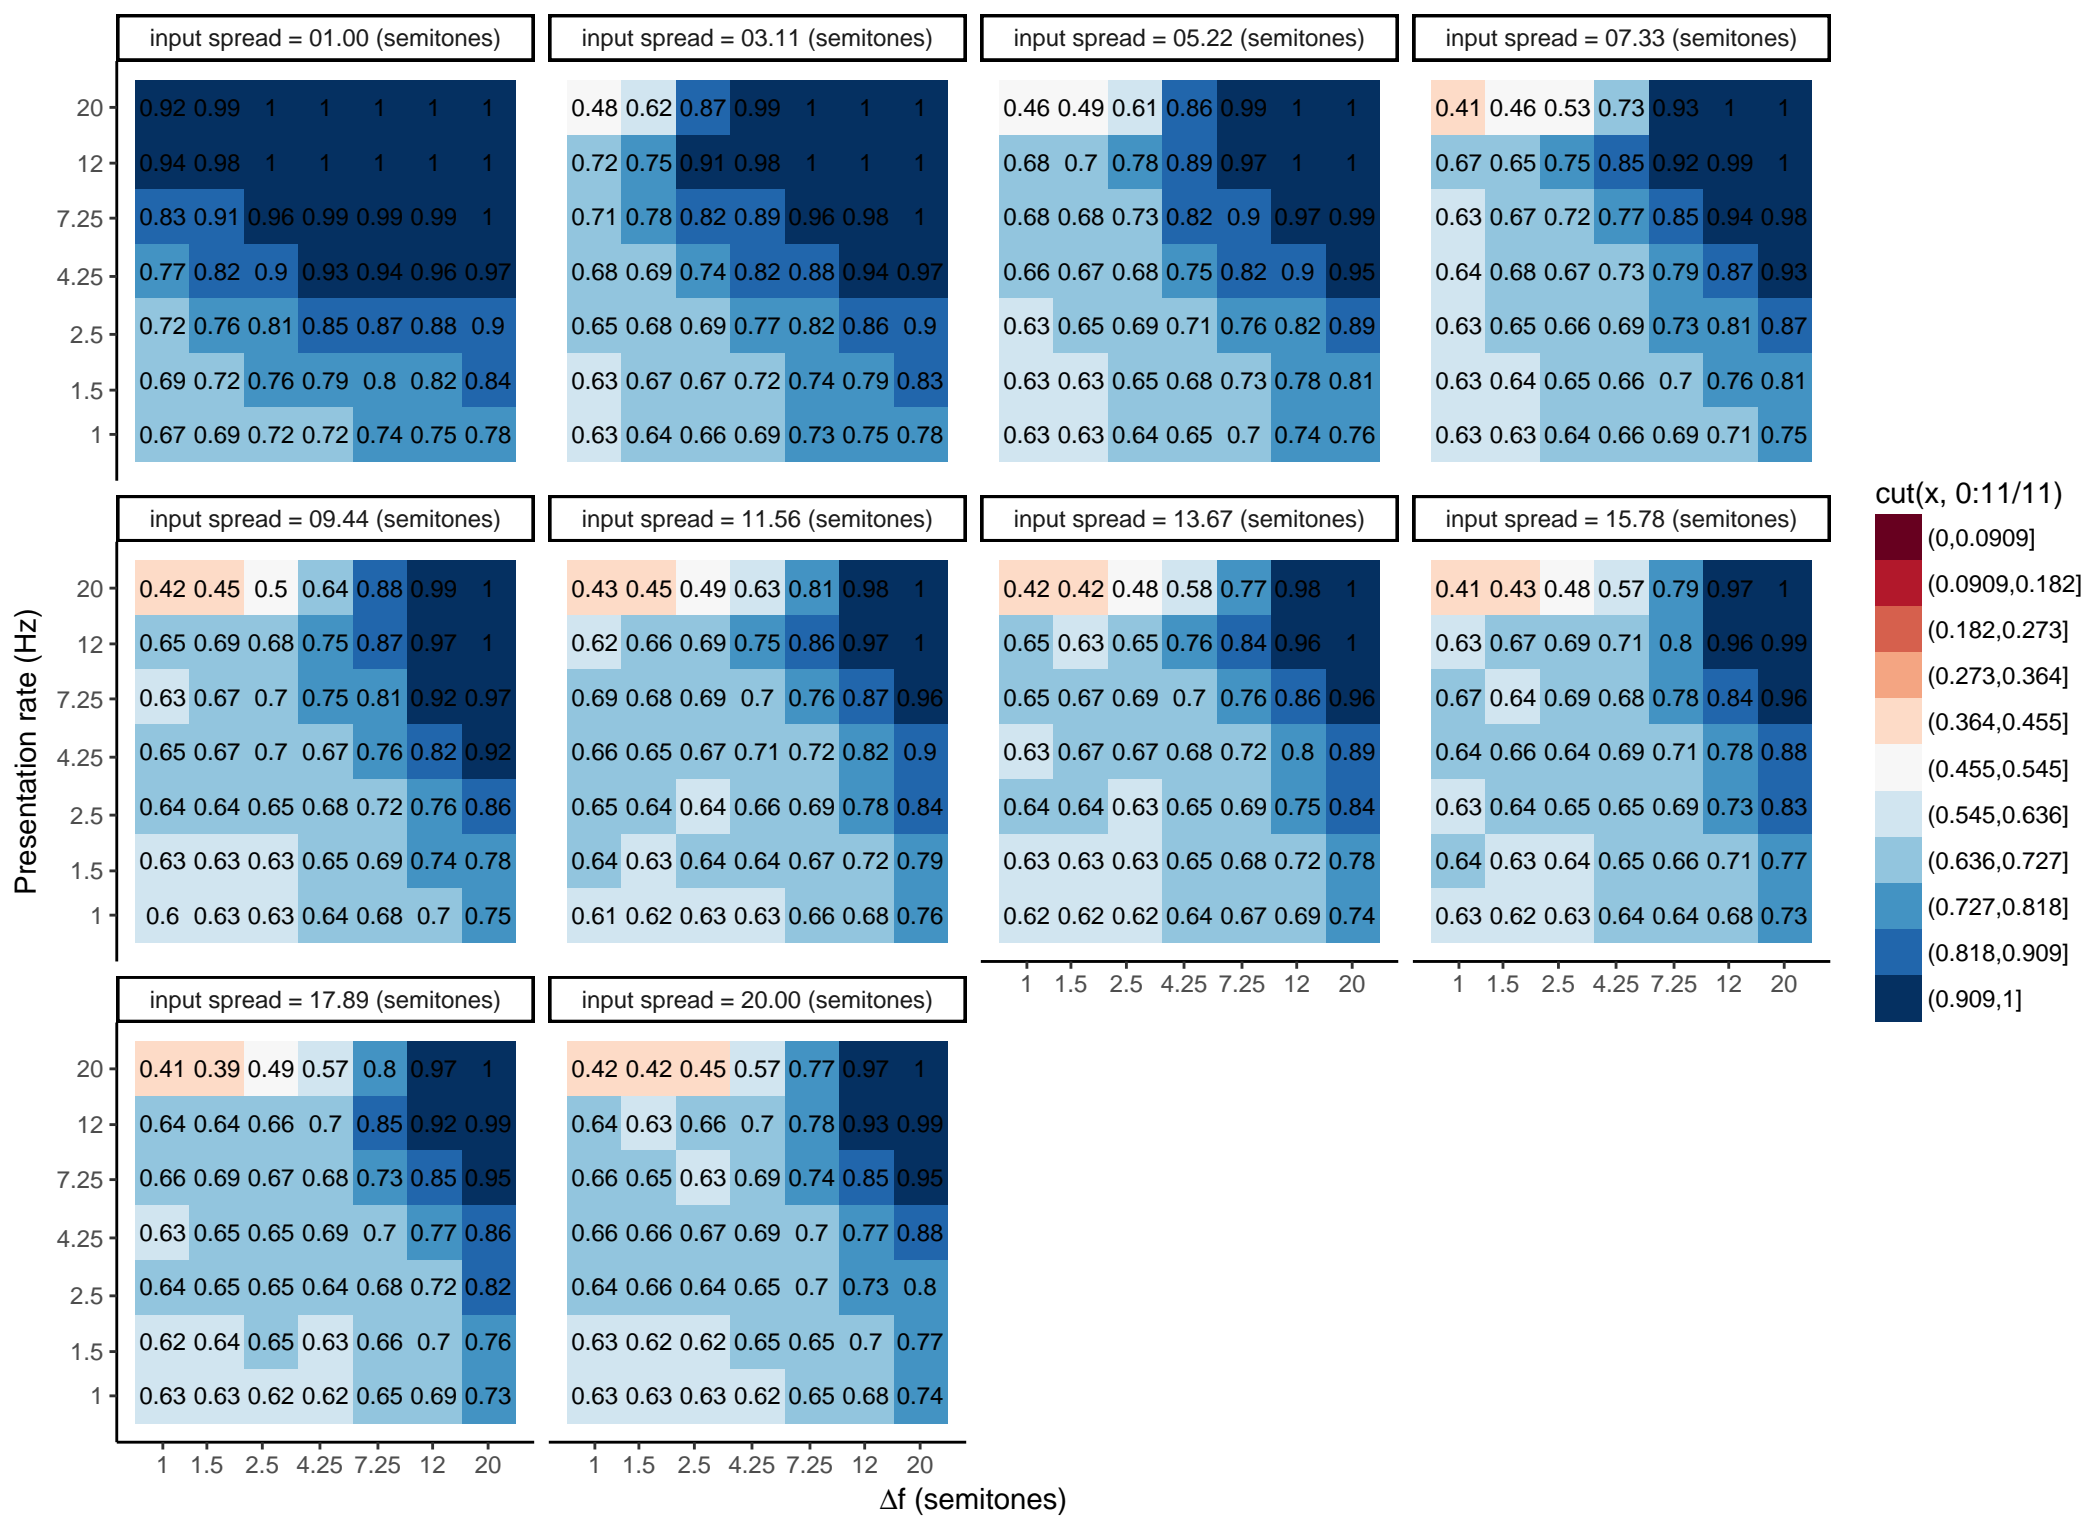 input spread = 01.00 (semitones) input spread = 03.11 (semitones) input spread = 05.22 (semitones) input spread = 07.33 (semitones)
20 0.92 0.99 1 1 1 1 1 0.48 0.62 0.87 0.99 1 1 1 0.46 0.49 0.61 0.86 0.99 1 1 0.41 0.46 0.53 0.73 0.93 1 1
12 0.94 0.98 1 1 1 1 1 0.72 0.75 0.91 0.98 1 1 1 0.68 0.7 0.78 0.89 0.97 1 1 0.67 0.65 0.75 0.85 0.92 0.99 1
7.25 0.83 0.91 0.96 0.99 0.99 0.99 1 0.71 0.78 0.82 0.89 0.96 0.98 1 0.68 0.68 0.73 0.82 0.9 0.97 0.99 0.63 0.67 0.72 0.77 0.85 0.94 0.98
4.25 0.77 0.82 0.9 0.93 0.94 0.96 0.97 0.68 0.69 0.74 0.82 0.88 0.94 0.97 0.66 0.67 0.68 0.75 0.82 0.9 0.95 0.64 0.68 0.67 0.73 0.79 0.87 0.93
2.5 0.72 0.76 0.81 0.85 0.87 0.88 0.9 0.65 0.68 0.69 0.77 0.82 0.86 0.9 0.63 0.65 0.69 0.71 0.76 0.82 0.89 0.63 0.65 0.66 0.69 0.73 0.81 0.87
1.5 0.69 0.72 0.76 0.79 0.8 0.82 0.84 0.63 0.67 0.67 0.72 0.74 0.79 0.83 0.63 0.63 0.65 0.68 0.73 0.78 0.81 0.63 0.64 0.65 0.66 0.7 0.76 0.81
1 0.67 0.69 0.72 0.72 0.74 0.75 0.78 0.63 0.64 0.66 0.69 0.73 0.75 0.78 0.63 0.63 0.64 0.65 0.7 0.74 0.76 0.63 0.63 0.64 0.66 0.69 0.71 0.75
input spread = 09.44 (semitones) input spread = 11.56 (semitones) input spread = 13.67 (semitones) input spread = 15.78 (semitones)
20 0.42 0.45 0.5 0.64 0.88 0.99 1 0.43 0.45 0.49 0.63 0.81 0.98 1 0.42 0.42 0.48 0.58 0.77 0.98 1 0.41 0.43 0.48 0.57 0.79 0.97 1
12 0.65 0.69 0.68 0.75 0.87 0.97 1 0.62 0.66 0.69 0.75 0.86 0.97 1 0.65 0.63 0.65 0.76 0.84 0.96 1 0.63 0.67 0.69 0.71 0.8 0.96 0.99
7.25 0.63 0.67 0.7 0.75 0.81 0.92 0.97 0.69 0.68 0.69 0.7 0.76 0.87 0.96 0.65 0.67 0.69 0.7 0.76 0.86 0.96 0.67 0.64 0.69 0.68 0.78 0.84 0.96
4.25 0.65 0.67 0.7 0.67 0.76 0.82 0.92 0.66 0.65 0.67 0.71 0.72 0.82 0.9 0.63 0.67 0.67 0.68 0.72 0.8 0.89 0.64 0.66 0.64 0.69 0.71 0.78 0.88
2.5 0.64 0.64 0.65 0.68 0.72 0.76 0.86 0.65 0.64 0.64 0.66 0.69 0.78 0.84 0.64 0.64 0.63 0.65 0.69 0.75 0.84 0.63 0.64 0.65 0.65 0.69 0.73 0.83
1.5 0.63 0.63 0.63 0.65 0.69 0.74 0.78 0.64 0.63 0.64 0.64 0.67 0.72 0.79 0.63 0.63 0.63 0.65 0.68 0.72 0.78 0.64 0.63 0.64 0.65 0.66 0.71 0.77
1 0.6 0.63 0.63 0.64 0.68 0.7 0.75 0.61 0.62 0.63 0.63 0.66 0.68 0.76 0.62 0.62 0.62 0.64 0.67 0.69 0.74 0.63 0.62 0.63 0.64 0.64 0.68 0.73
1 1.5 2.5 4.25 7.25 12 20 1 1.5 2.5 4.25 7.25 12 20
input spread = 17.89 (semitones) input spread = 20.00 (semitones)
20 0.41 0.39 0.49 0.57 0.8 0.97 1 0.42 0.42 0.45 0.57 0.77 0.97 1
12 0.64 0.64 0.66 0.7 0.85 0.92 0.99 0.64 0.63 0.66 0.7 0.78 0.93 0.99
7.25 0.66 0.69 0.67 0.68 0.73 0.85 0.95 0.66 0.65 0.63 0.69 0.74 0.85 0.95
4.25 0.63 0.65 0.65 0.69 0.7 0.77 0.86 0.66 0.66 0.67 0.69 0.7 0.77 0.88
2.5 0.64 0.65 0.65 0.64 0.68 0.72 0.82 0.64 0.66 0.64 0.65 0.7 0.73 0.8
1.5 0.62 0.64 0.65 0.63 0.66 0.7 0.76 0.63 0.62 0.62 0.65 0.65 0.7 0.77
1 0.63 0.63 0.62 0.62 0.65 0.69 0.73 0.63 0.63 0.63 0.62 0.65 0.68 0.74
1 1.5 2.5 4.25 7.25 12 20 1 1.5 2.5 4.25 7.25 12 20
Δf (semitones)
Presentation rate (Hz)
cut(x, 0:11/11)
(0,0.0909]
(0.0909,0.182]
(0.182,0.273]
(0.273,0.364]
(0.364,0.455]
(0.455,0.545]
(0.545,0.636]
(0.636,0.727]
(0.727,0.818]
(0.818,0.909]
(0.909,1]